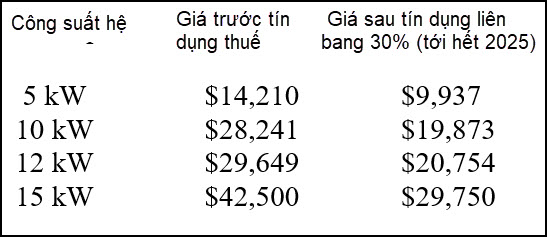 Công suất hệ Giá trước tín Giá sau tín dụng liên
dụng thuế bang 30% (tới hết 2025)
5 kW $14,210 $9,937
10 kW $28,241 $19,873
12 kW $29,649 $20,754
15 kW $42,500 $29,750